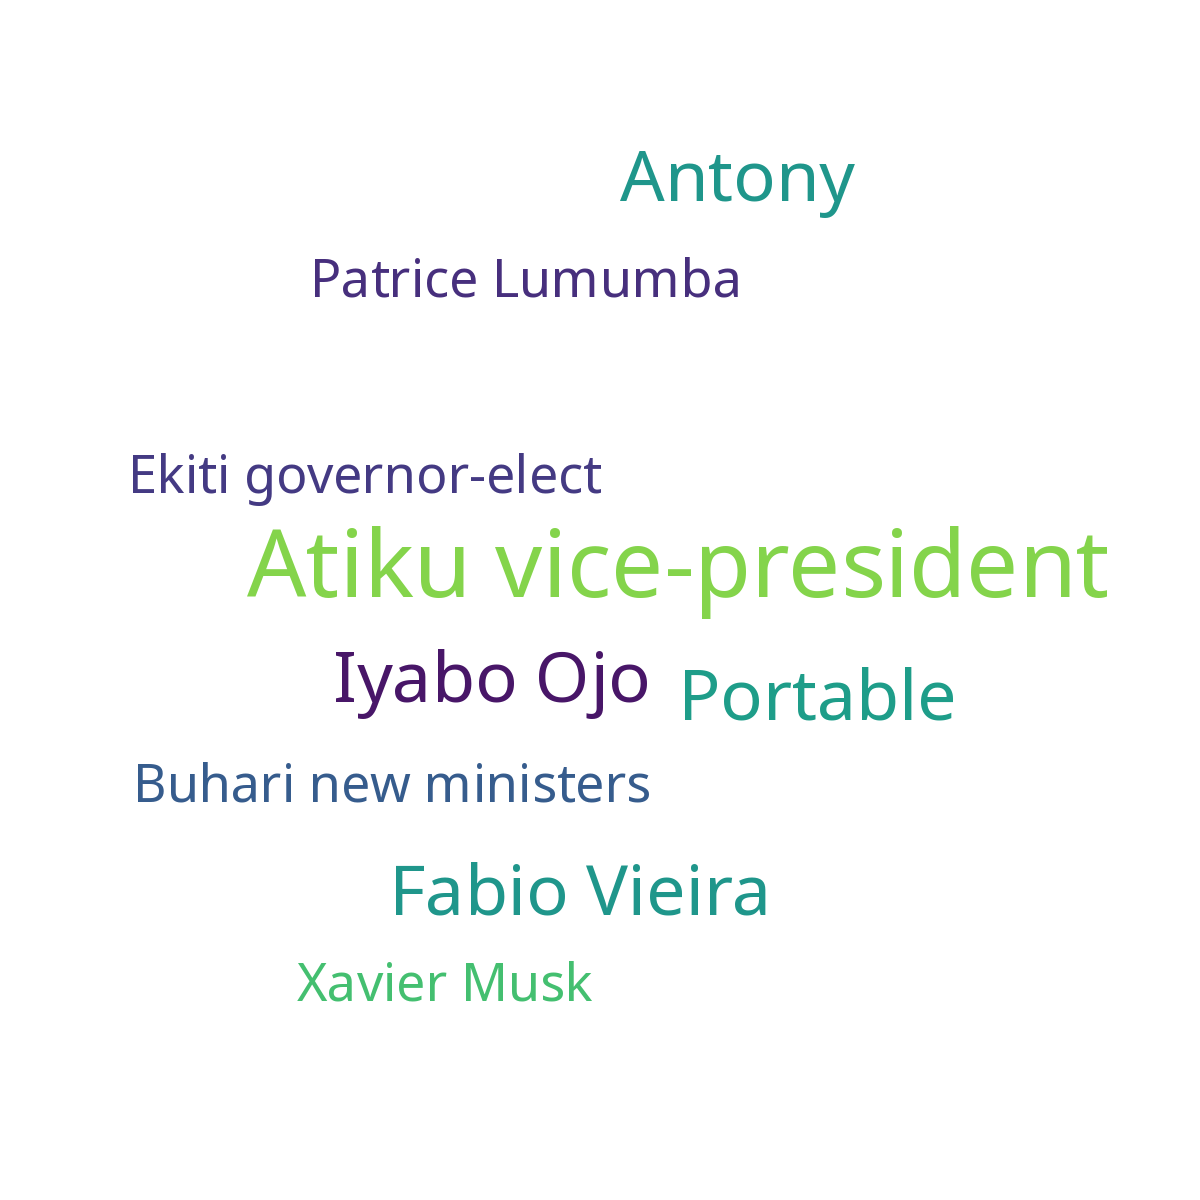 Antony
Patrice Lumumba
Ekiti governor-elect
Atiku vice-president
Iyabo Ojo
Portable
Buhari new ministers
Fabio Vieira
Xavier Musk